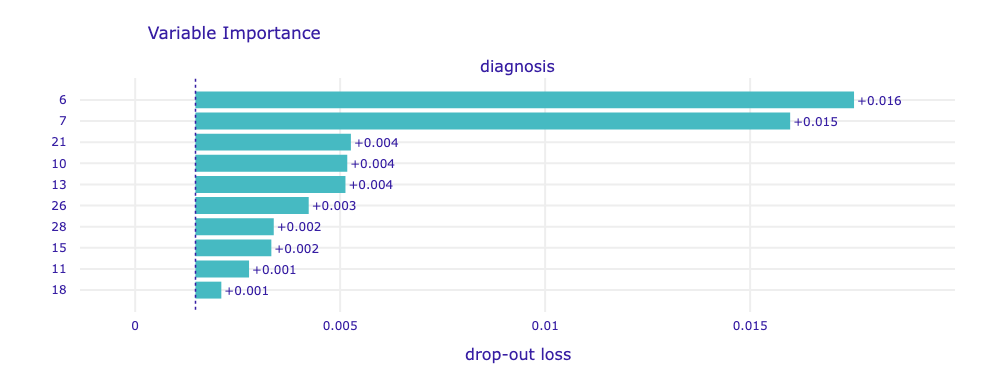 Variable Importance
diagnosis
6 +0.016
7 +0.015
21 +0.004
10 +0.004
13 +0.004
26 +0.003
28 +0.002
15 +0.002
11 +0.001
18 +0.001
0 0.005 0.01 0.015
drop-out loss